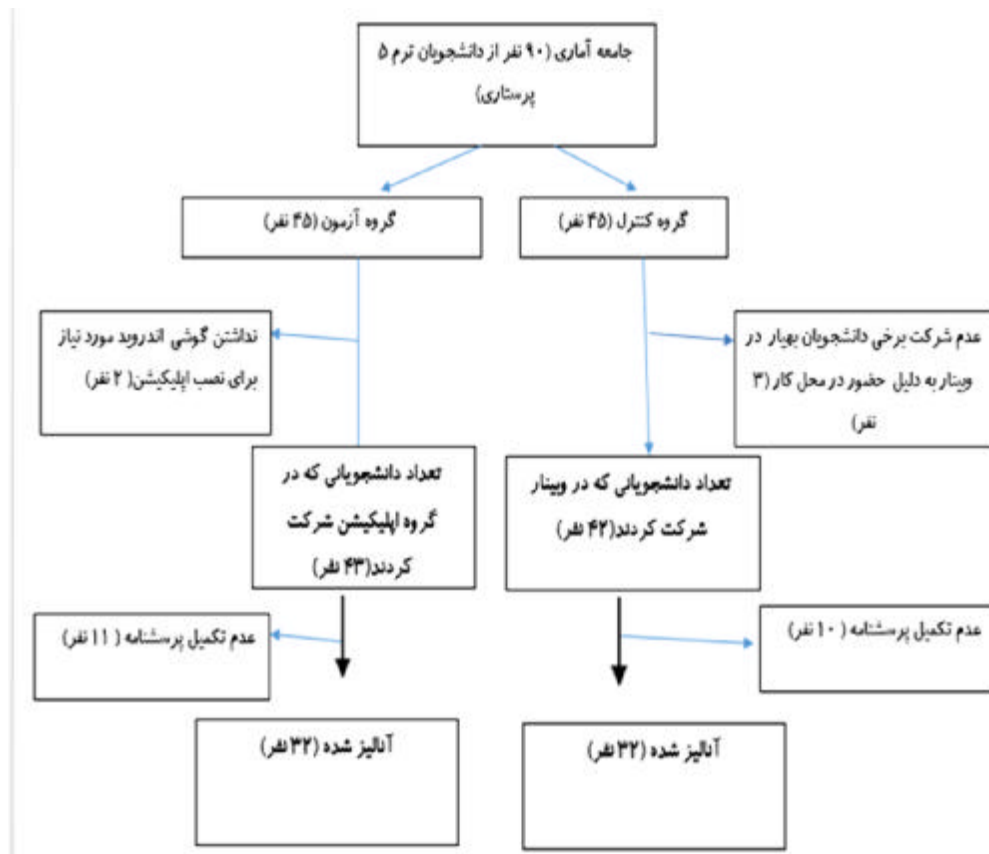 جامعه آماری (۹۰ نفر از دانشجویان ترم ۵
پرستاری)
گروه کنترل (۴۵ نفر)
گروه آزمون (۴۵ نفر)
عدم شرکت برخی دانشجویان بهیار در
وبینار به دلیل حضور در محل کار (۳
نفر)
نداشتن گوشی اندروید مورد نیاز
برای نصب اپلیکیشن( ۲ نفر)
تعداد دانشجویانی که در وبینار
شرکت کردند(۴۲ نفر)
تعداد دانشجویانی که در
گروه اپلیکیشن شرکت
کردند(۴۳ نفر)
عدم تکمیل پرسشنامه ( ۱۰ نفر)
عدم تکمیل پرسشنامه ( ۱۱ نفر)
آنالیز شده (۳۲ نفر)
آنالیز شده (۳۲ نفر)